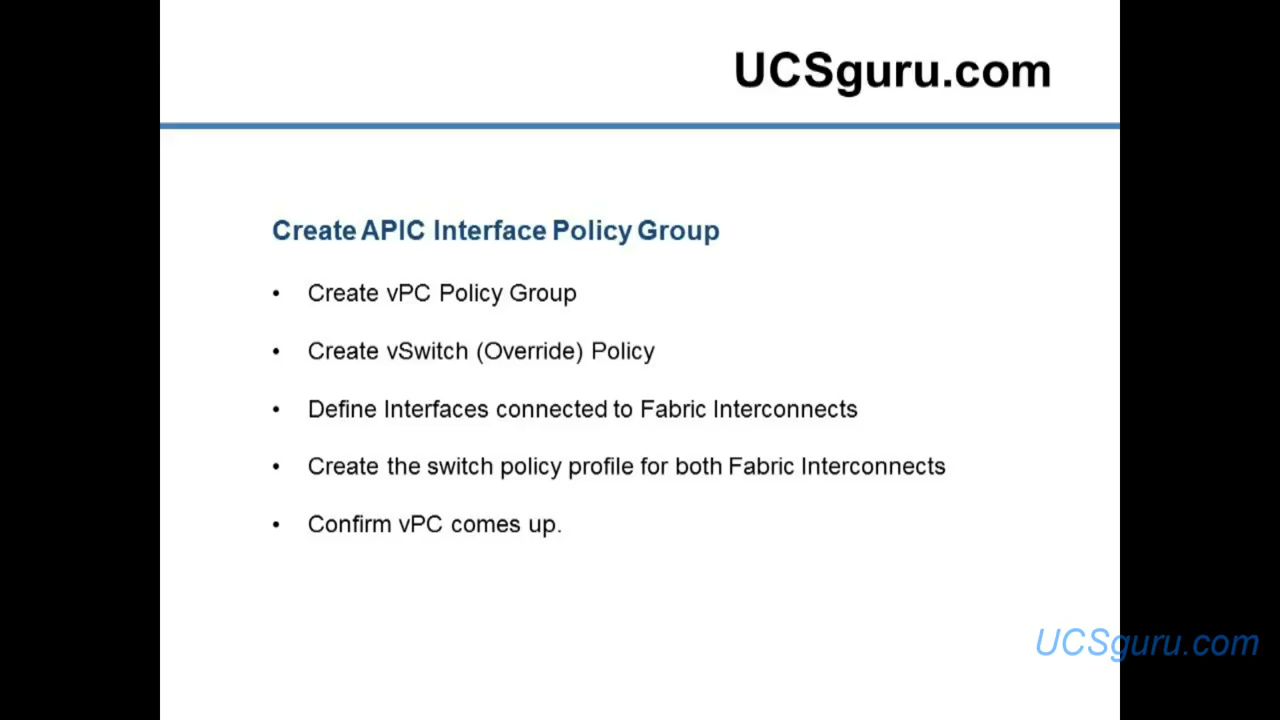 UCSguru.com
Create APIC Interface Policy Group
• Create vPC Policy Group
• Create vSwitch (Override) Policy
• Define Interfaces connected to Fabric Interconnects
• Create the switch policy profile for both Fabric Interconnects
• Confirm vPC comes up.
UCSguru.com